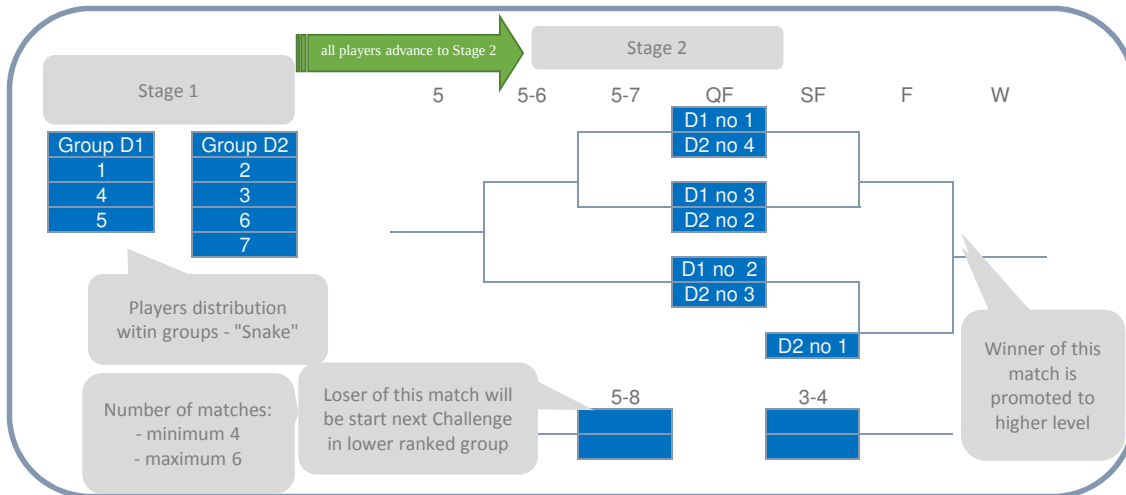 all players advance to Stage 2
Stage 2
Stage 1
5
5-6
5-7
QF
SF
F
W
Group D1
1
4
5
Group D2
2
3
6
7
D1 no 1
D2 no 4
D1 no 3
D2 no 2
D1 no  2
D2 no 3
D2 no 1
Players distribution
witin groups - "Snake"
Number of matches:
- minimum 4
- maximum 6
Loser of this match will
be start next Challenge
in lower ranked group
5-8
3-4
Winner of this
match is
promoted to
higher level